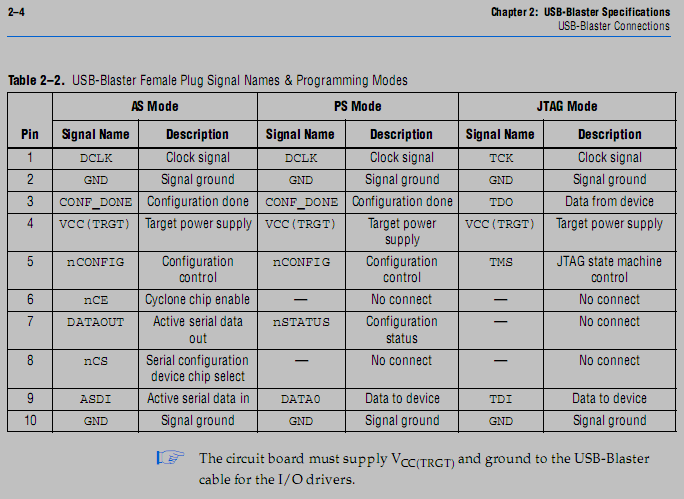 2–4
Chapter 2: USB-Blaster Specifications
USB-Blaster Connections
Table 2–2. USB-Blaster Female Plug Signal Names & Programming Modes
AS Mode PS Mode JTAG Mode
Pin Signal Name Description Signal Name Description Signal Name Description
1 DCLK Clock signal DCLK Clock signal TCK Clock signal
2 GND Signal ground GND Signal ground GND Signal ground
3 CONF_DONE Configuration done CONF_DONE Configuration done TDO Data from device
4 VCC(TRGT) Target power supply VCC(TRGT) Target power VCC(TRGT) Target power supply
supply
5 nCONFIG Configuration nCONFIG Configuration TMS JTAG state machine
control control control
6 nCE Cyclone chip enable — No connect — No connect
7 DATAOUT Active serial data nSTATUS Configuration — No connect
out status
8 nCS Serial configuration — No connect — No connect
device chip select
9 ASDI Active serial data in DATA0 Data to device TDI Data to device
10 GND Signal ground GND Signal ground GND Signal ground
The circuit board must supply VCC(TRGT) and ground to the USB-Blaster
cable for the I/O drivers.